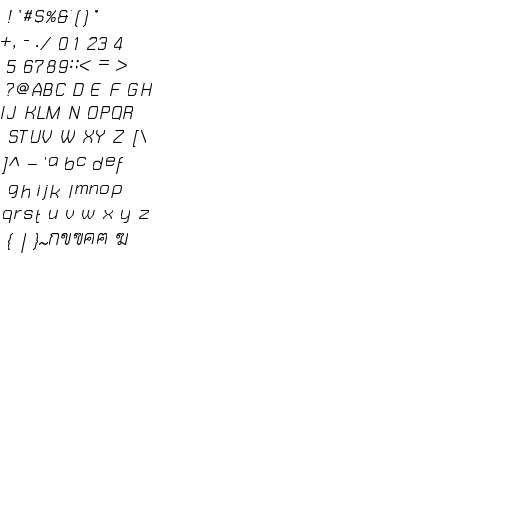 ! '#S%&'()*
+, - ./ 0 1 23 4
5 6789:;< = >
?@ABC D E F GH
IJ KLM N OPQR
STUV W XY Z [\
]^ _ `a bc def
gh ijk lmnop
qrst u v w x y z
{ | }~กขฃคฅ ฆ